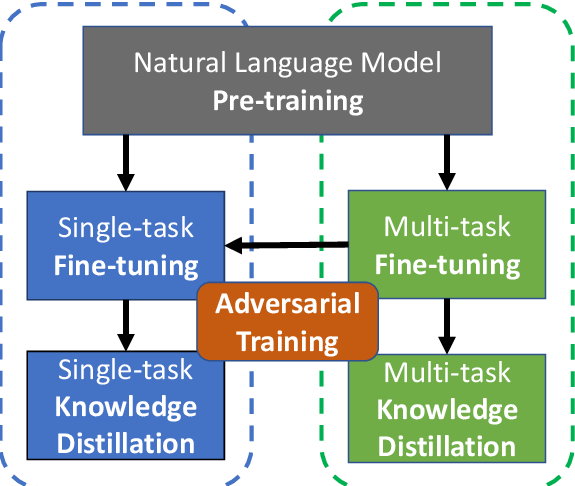 Natural Language Model
Pre-training
Single-task
Fine-tuning
Multi-task
Fine-tuning
Adversarial
Training
Single-task
Knowledge
Distillation
Multi-task
Knowledge
Distillation